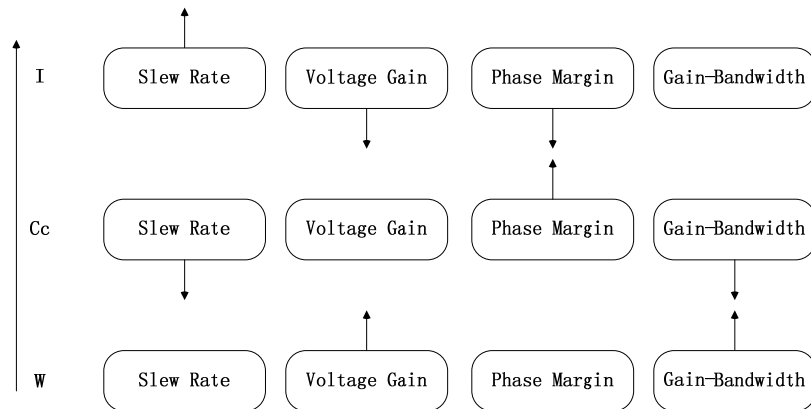 I Slew Rate Voltage Gain Phase Margin Gain-Bandwidth
Cc Slew Rate Voltage Gain Phase Margin Gain-Bandwidth
W Slew Rate Voltage Gain Phase Margin Gain-Bandwidth